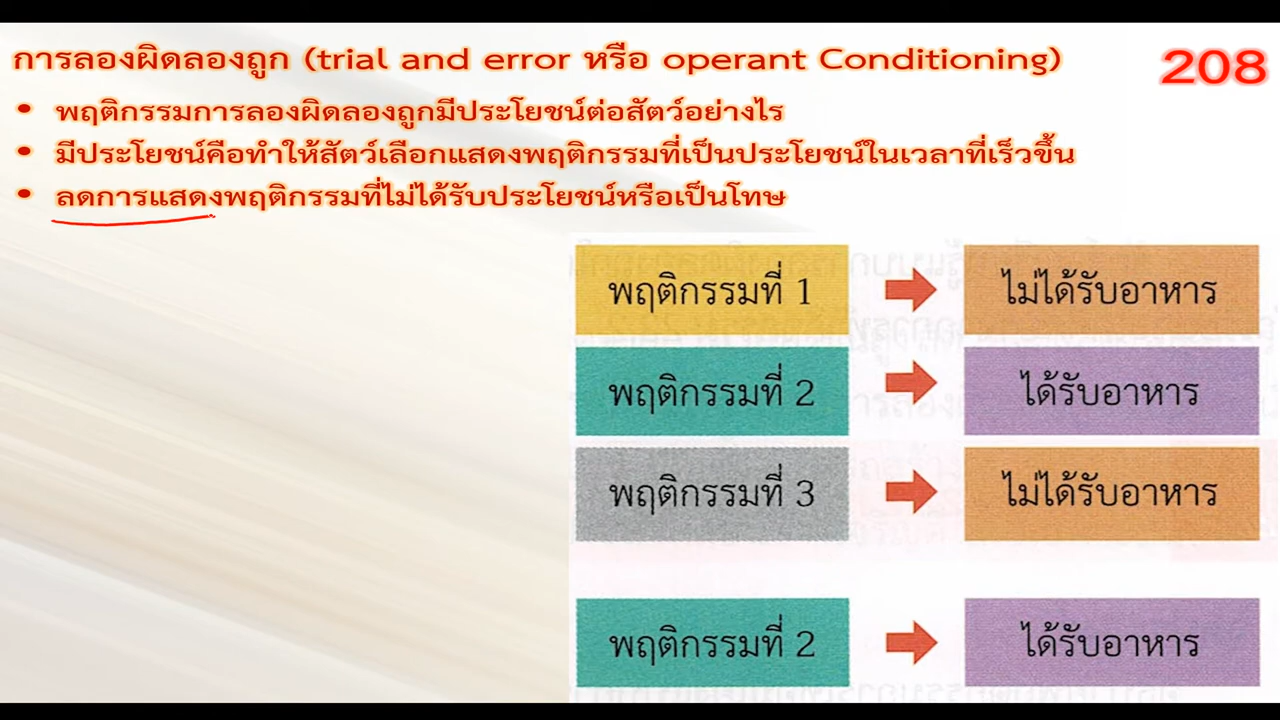 การลองผิดลองถูก (trial and error หรือ operant Conditioning)
208
• พฤติกรรมการลองผิดลองถูกมีประโยชน์ต่อสัตว์อย่างไร
• มีประโยชน์คือทำให้สัตว์เลือกแสดงพฤติกรรมที่เป็นประโยชน์ในเวลาที่เร็วขึ้น
• ลดการแสดงพฤติกรรมที่ไม่ได้รับประโยชน์หรือเป็นโทษ
พฤติกรรมที่ 1 ไม่ได้รับอาหาร
พฤติกรรมที่ 2 ได้รับอาหาร
พฤติกรรมที่ 3 ไม่ได้รับอาหาร
พฤติกรรมที่ 2 ได้รับอาหาร